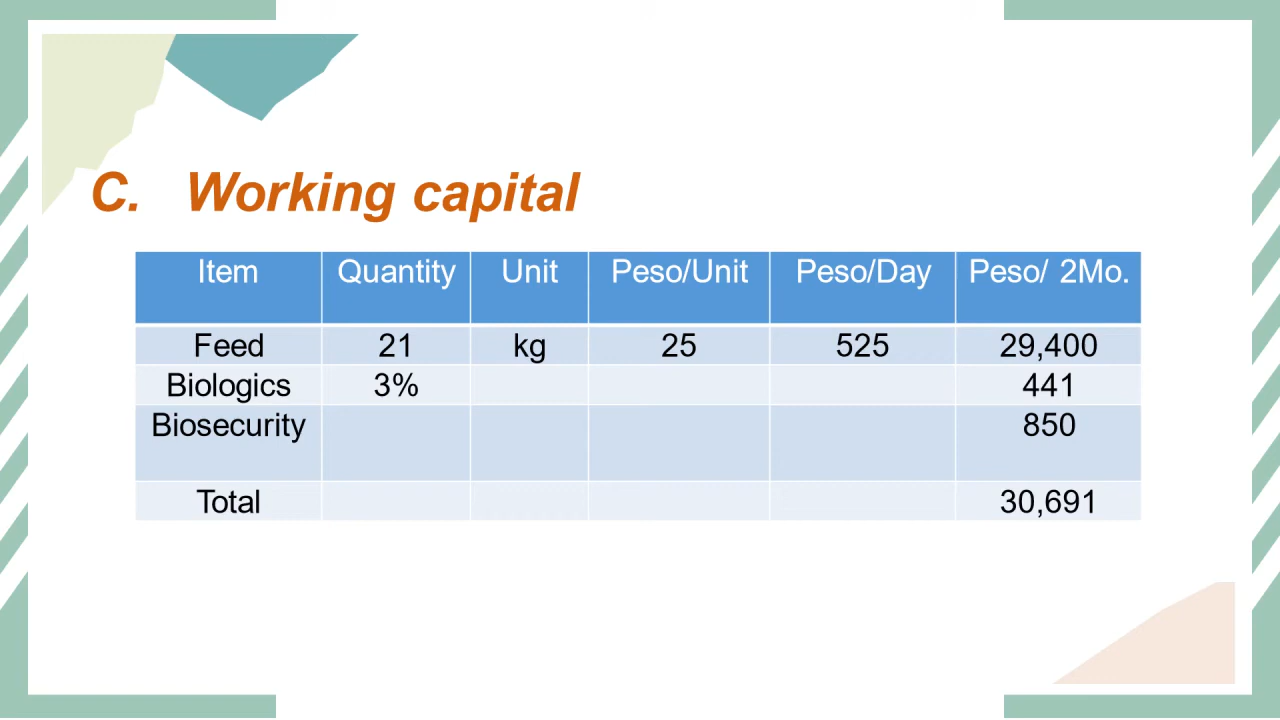 C. Working capital
Item Quantity Unit Peso/Unit Peso/Day Peso/ 2Mo.
Feed 21 kg 25 525 29,400
Biologics 3% 441
Biosecurity 850
Total 30,691